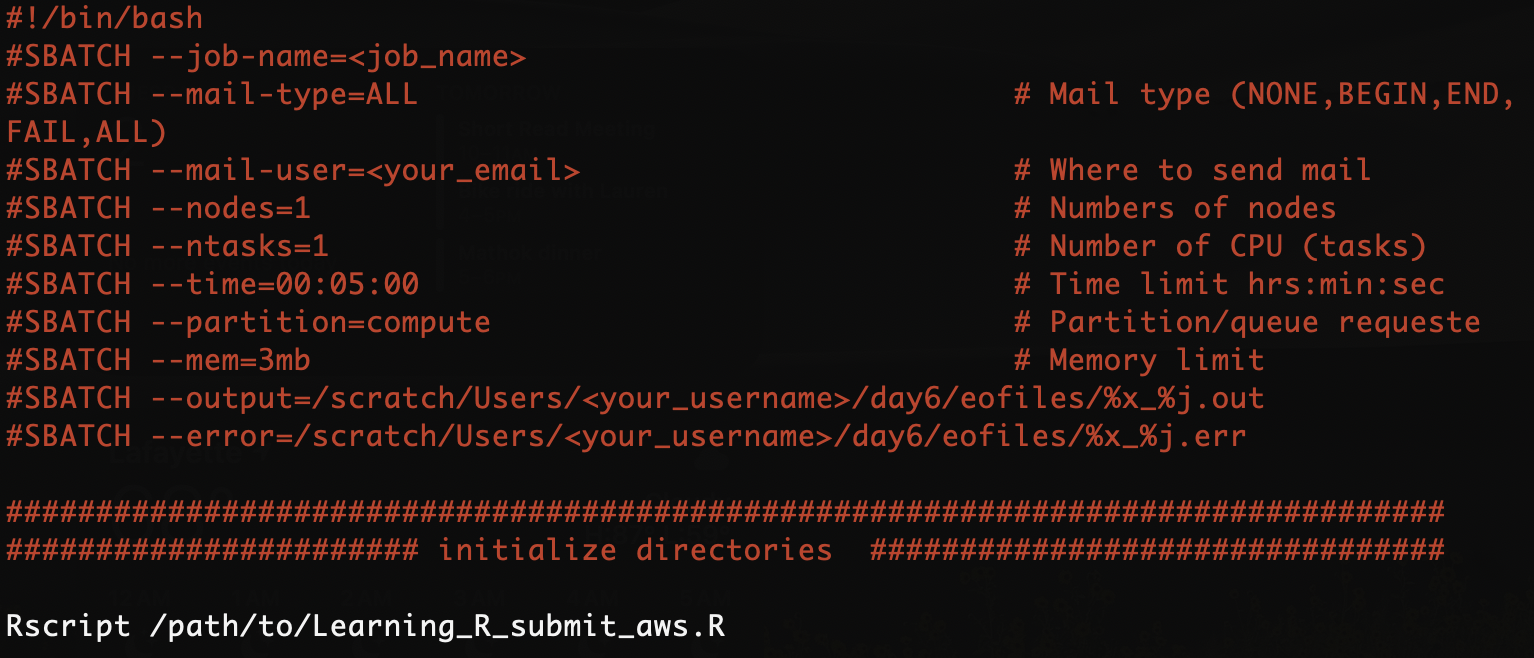 #!/bin/bash
#SBATCH --job-name=<job_name>
#SBATCH --mail-type=ALL # Mail type (NONE,BEGIN,END,
FAIL,ALL)
#SBATCH --mail-user=<your_email> # Where to send mail
#SBATCH --nodes=1 # Numbers of nodes
#SBATCH --ntasks=1 # Number of CPU (tasks)
#SBATCH --time=00:05:00 # Time limit hrs:min:sec
#SBATCH --partition=compute # Partition/queue requeste
#SBATCH --mem=3mb # Memory limit
#SBATCH --output=/scratch/Users/<your_username>/day6/eofiles/%x_%j.out
#SBATCH --error=/scratch/Users/<your_username>/day6/eofiles/%x_%j.err
################################################################################
####################### initialize directories ################################
Rscript /path/to/Learning_R_submit_aws.R